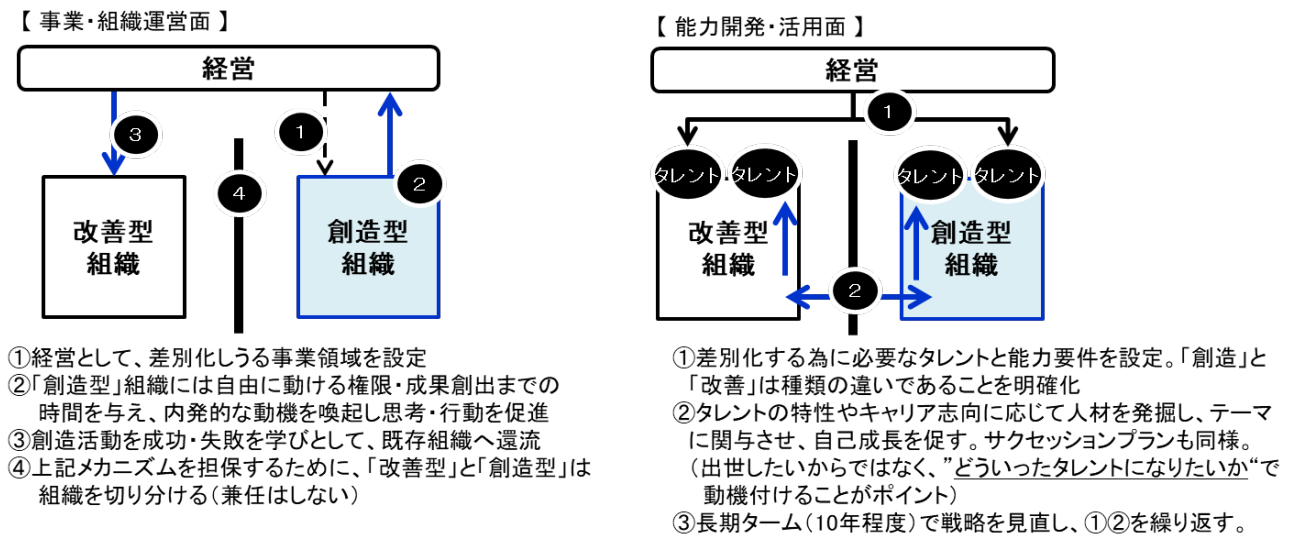 【 事業・組織運営面 】
経営
③
①
②
④
改善型
組織
創造型
組織
①経営として、差別化しうる事業領域を設定
②「創造型」組織には自由に動ける権限・成果創出までの
時間を与え、内発的な動機を喚起し思考・行動を促進
③創造活動を成功・失敗を学びとして、既存組織へ還流
④上記メカニズムを担保するために、「改善型」と「創造型」は
組織を切り分ける（兼任はしない）
【 能力開発・活用面 】
経営
①
タレント
タレント
タレント
タレント
改善型
組織
創造型
組織
②
①差別化する為に必要なタレントと能力要件を設定。「創造」と
「改善」は種類の違いであることを明確化
②タレントの特性やキャリア志向に応じて人材を発掘し、テーマ
に関与させ、自己成長を促す。サクセッションプランも同様。
（出世したいからではなく、”どういったタレントになりたいか“で
動機付けることがポイント）
③長期ターム（10年程度）で戦略を見直し、①②を繰り返す。